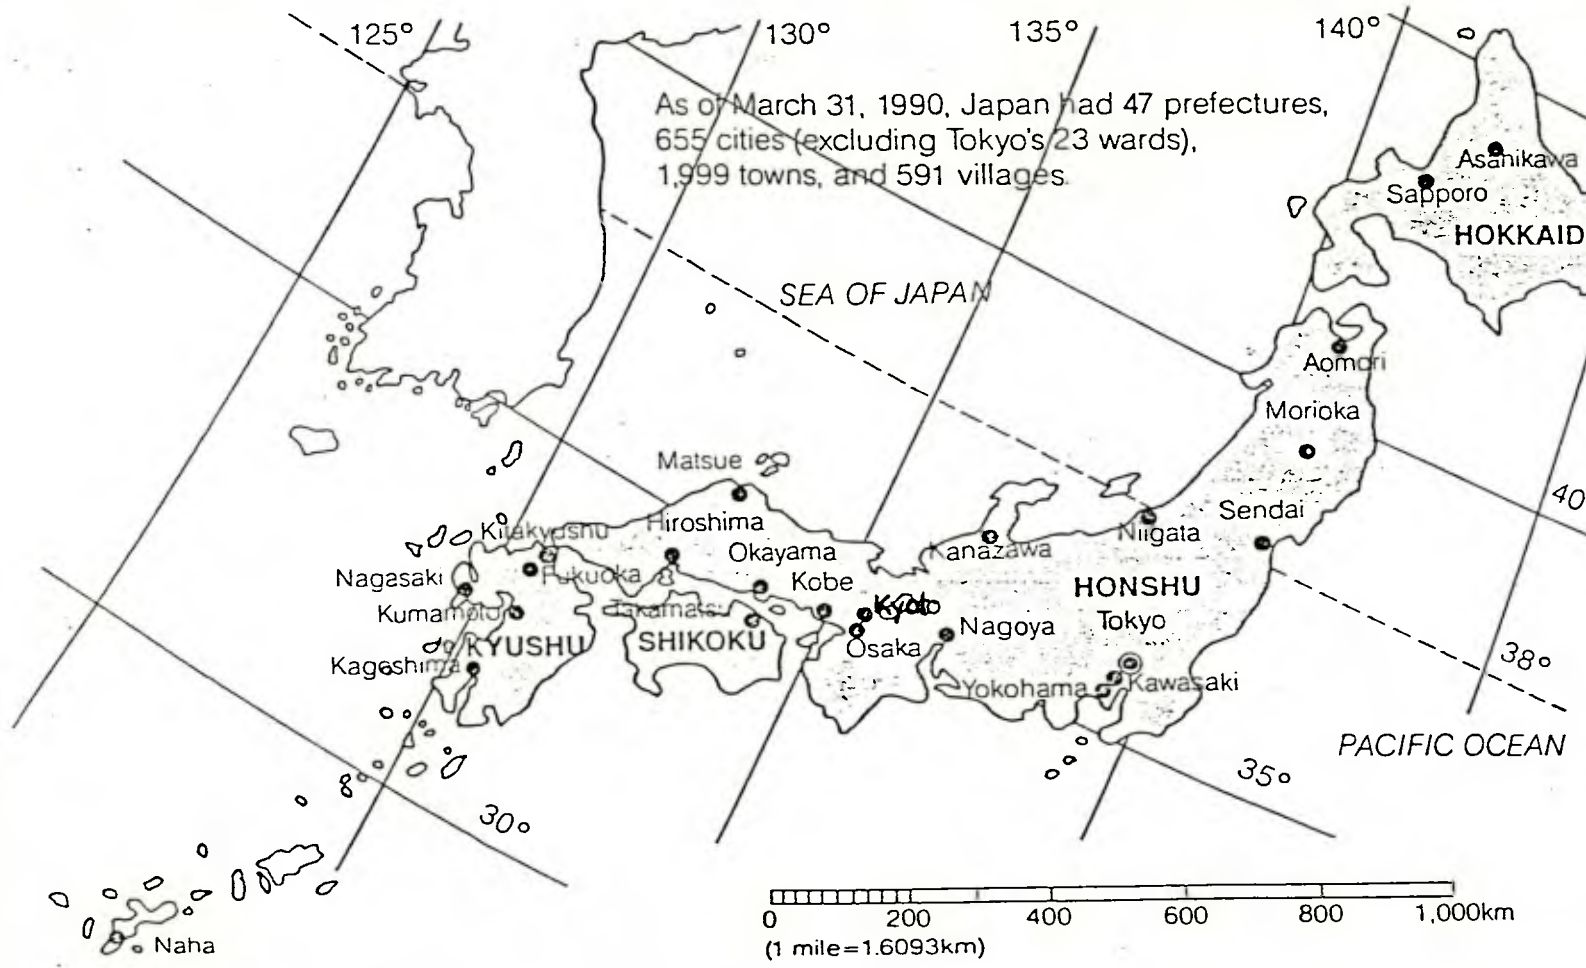 125°
130°
135°
140°
As of March 31, 1990, Japan had 47 prefectures,
655 cities (excluding Tokyo's 23 wards),
1,999 towns, and 591 villages.
Asahikawa
Sapporo
HOKKAID
SEA OF JAPAN
Aomori
Morioka
Matsue
40
Sendai
Kitakyushu
Hiroshima
Niigata
Okayama
Kanazawa
Nagasaki
Fukuoka
Kobe
HONSHU
Kumamoto
Takamatsu
Kyoto
Tokyo
KYUSHU
SHIKOKU
Osaka
Nagoya
Kagoshima
38°
Yokohama
Kawasaki
PACIFIC OCEAN
35°
30°
0 200 400 600 800 1,000km
(1 mile=1.6093km)
Naha